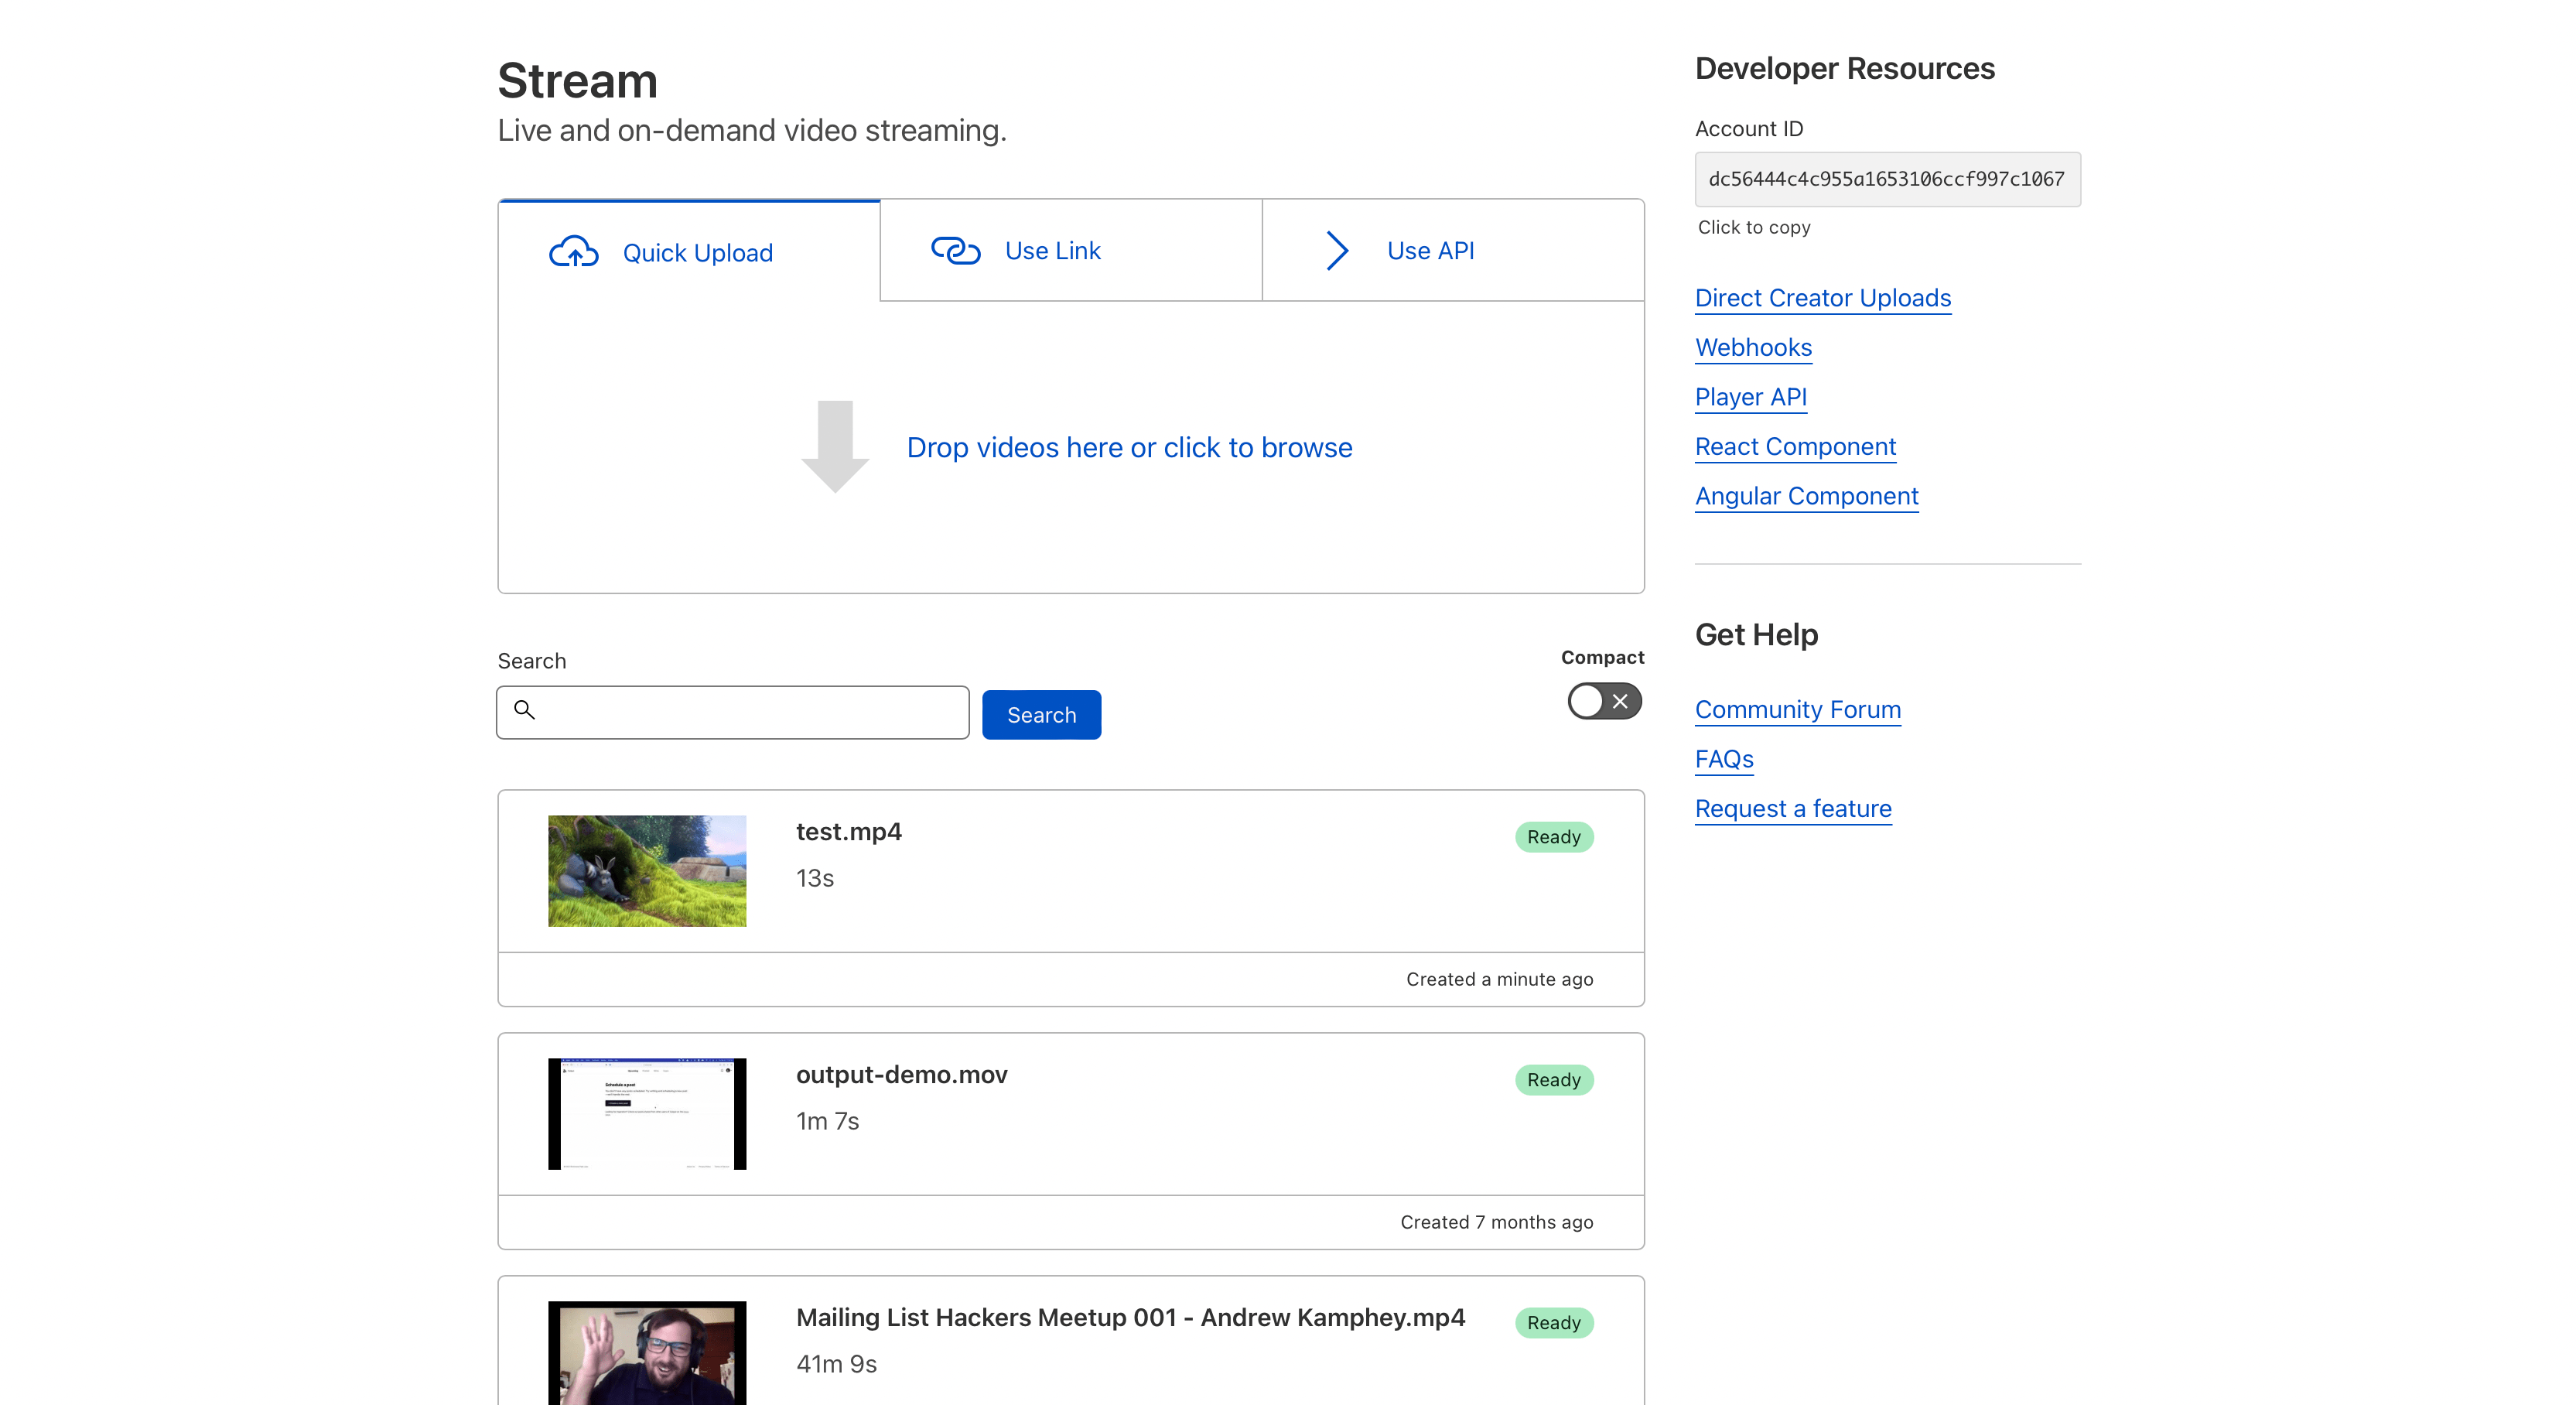 Stream
Live and on-demand video streaming.
Quick Upload
Use Link
Use API
Drop videos here or click to browse
Search
Search
Compact
test.mp4
13s
Ready
Created a minute ago
output-demo.mov
1m 7s
Ready
Created 7 months ago
Mailing List Hackers Meetup 001 - Andrew Kamphey.mp4
41m 9s
Ready
Developer Resources
Account ID
dc56444c4c955a1653106ccf997c1067
Click to copy
Direct Creator Uploads
Webhooks
Player API
React Component
Angular Component
Get Help
Community Forum
FAQs
Request a feature